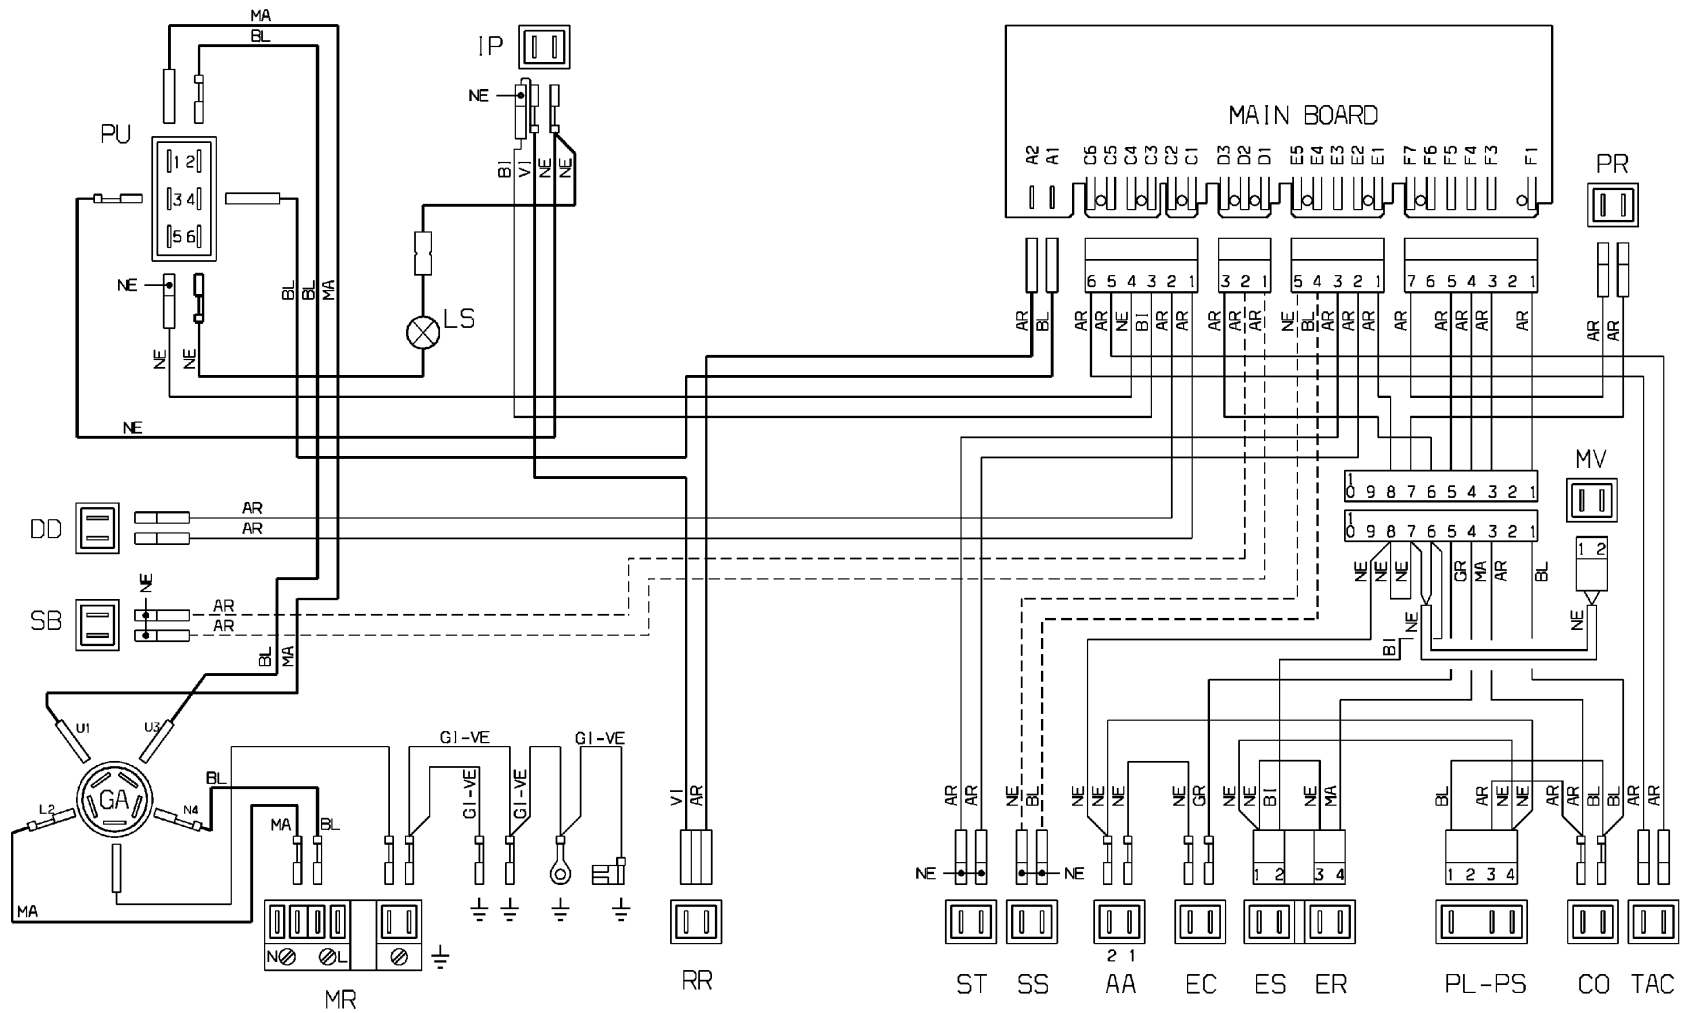 MA
BL
IP
NE
PU
1 2
3 4
5 6
NE
NE
NE
BI
VI
NE
NE
LS
BL
BL
MA
NE
MAIN BOARD
A2 A1 C6 C5 C4 C3 C2 C1 D3 D2 D1 E5 E4 E3 E2 E1 F7 F6 F5 F4 F3 F1
PR
6 5 4 3 2 1
3 2 1
5 4 3 2 1
7 6 5 4 3 2 1
AR BL AR AR NE BI AR AR AR AR AR NE BL AR AR AR AR AR AR AR AR
AR AR
MV
10 9 8 7 6 5 4 3 2 1
10 9 8 7 6 5 4 3 2 1
1 2
NE NE NE GR MA AR BL
NE
BI
NE
DD
AR
AR
NE
SB
AR
AR
BL
MA
U1
U3
GA
L2
N4
BL
MA
MA
BL
GI-VE
GI-VE
GI-VE
GI-VE
N
L
MR
VI
AR
RR
AR AR NE BL NE NE NE NE GR NE NE BI NE MA BL AR NE NE AR AR BL BL AR AR
NE
NE
1 2
3 4
1 2 3 4
2 1
ST SS AA EC ES ER PL-PS CO TAC